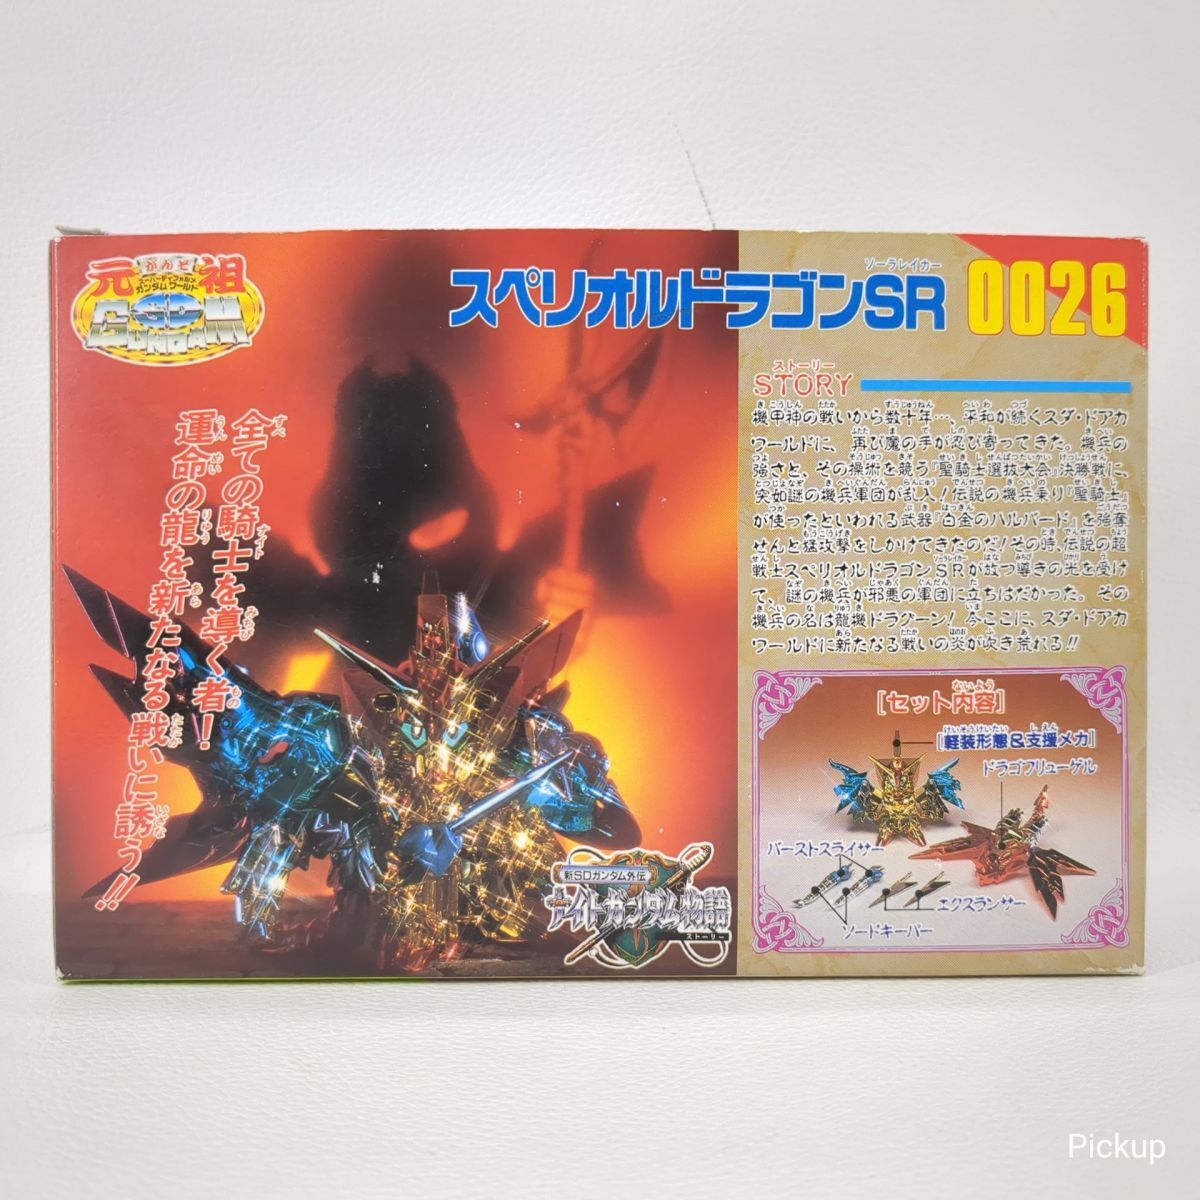 元祖
がんそ
スーパーディフォルメ
ガンダムワールド
SD
GUNDAM
ソーラレイカー
スペリオルドラゴンSR
0026
全ての騎士を導く者!
運命の龍を新たなる戦いに誘う!!
ストーリー
STORY
機甲神の戦いから数十年… 平和が続くスダ・ドアカ
ワールドに、再び魔の手が忍び寄ってきた。機兵の
強さと、その操術を競う『聖騎士選抜大会』決勝戦に、
突如謎の機兵軍団が乱入!伝説の機兵乗り『聖騎士』
が使ったといわれる武器『白金のハルバード』を強奪
せんと猛攻撃をしかけてきたのだ!その時、伝説の超
戦士スペリオルドラゴンSRが放つ導きの光を受け
て、謎の機兵が邪悪の軍団に立ちはだかった。その
機兵の名は龍機ドラグーン!今ここに、スダ・ドアカ
ワールドに新たなる戦いの炎が吹き荒れる!!
[セット内容]
[軽装形態&支援メカ]
ドラゴフリューゲル
バーストスライサー
エクスランサー
ソードキーパー
新SDガンダム外伝
ナイトガンダム物語
ストーリー
Pickup